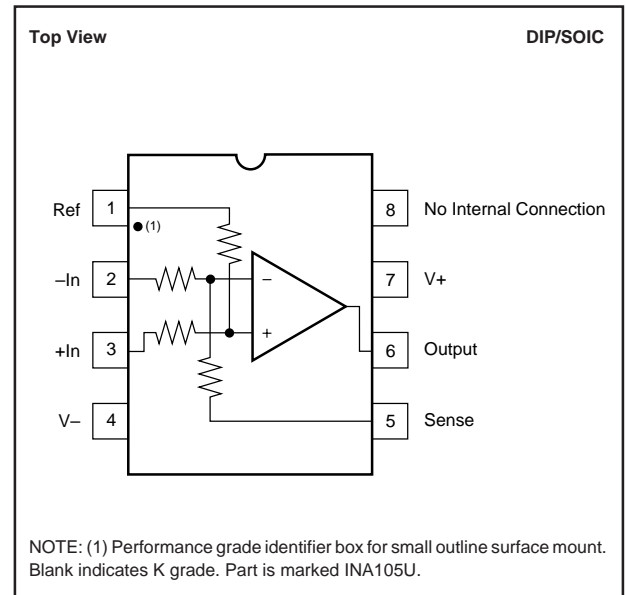 Top View DIP/SOIC
Ref 1 8 No Internal Connection
(1)
–In 2 – 7 V+
+In 3 + 6 Output
V– 4 5 Sense
NOTE: (1) Performance grade identifier box for small outline surface mount.
Blank indicates K grade. Part is marked INA105U.